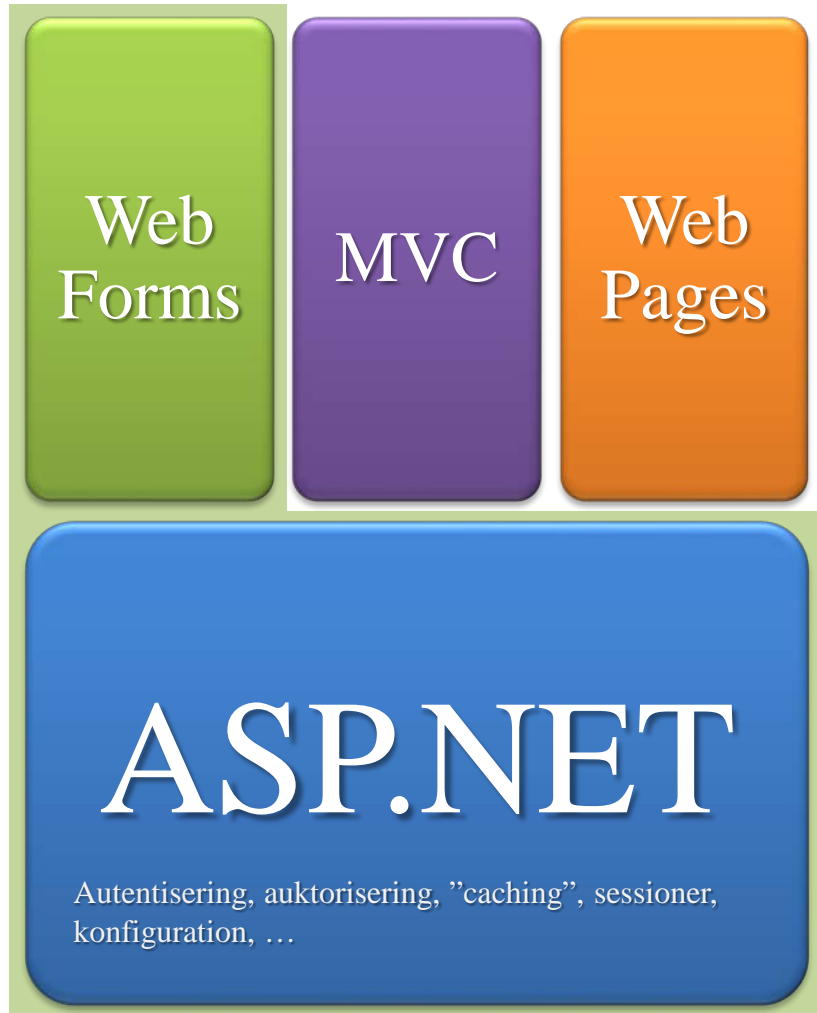 Web
Forms
MVC
Web
Pages
ASP.NET
Autentisering, auktorisering, ”caching”, sessioner,
konfiguration, …